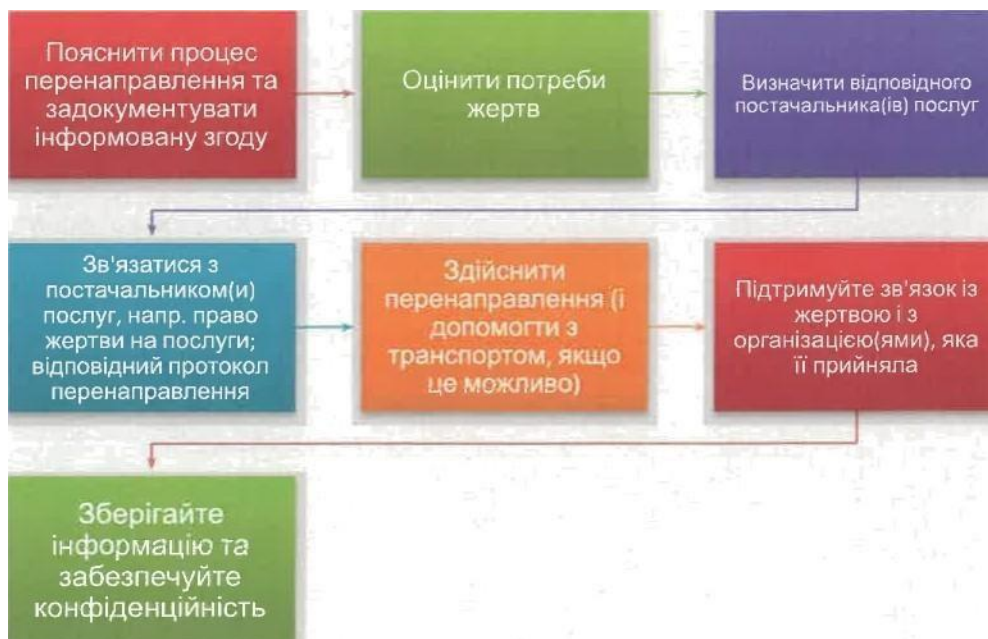 Пояснити процес
перенаправлення та
задокументувати
інформовану згоду
Оцінити потреби
жертв
Визначити відповідного
постачальника(ів) послуг
Зв'язатися з
постачальником(и)
послуг, напр. право
жертви на послуги;
відповідний протокол
перенаправлення
Здійснити
перенаправлення (і
допомогти з
транспортом, якщо
це можливо)
Підтримуйте зв'язок із
жертвою і з
організацією(ями), яка
її прийняла
Зберігайте
інформацію та
забезпечуйте
конфіденційність